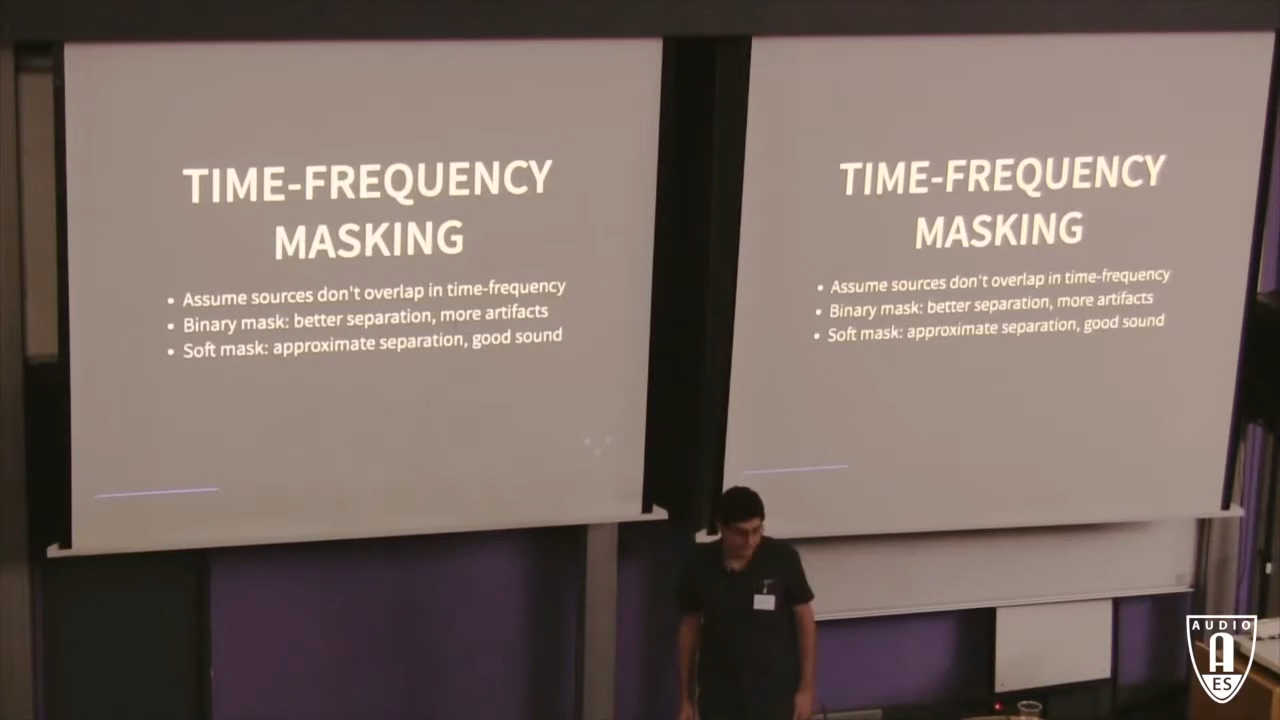 TIME-FREQUENCY
MASKING
• Assume sources don't overlap in time-frequency
• Binary mask: better separation, more artifacts
• Soft mask: approximate separation, good sound
TIME-FREQUENCY
MASKING
• Assume sources don't overlap in time-frequency
• Binary mask: better separation, more artifacts
• Soft mask: approximate separation, good sound
AUDIO
A
ES